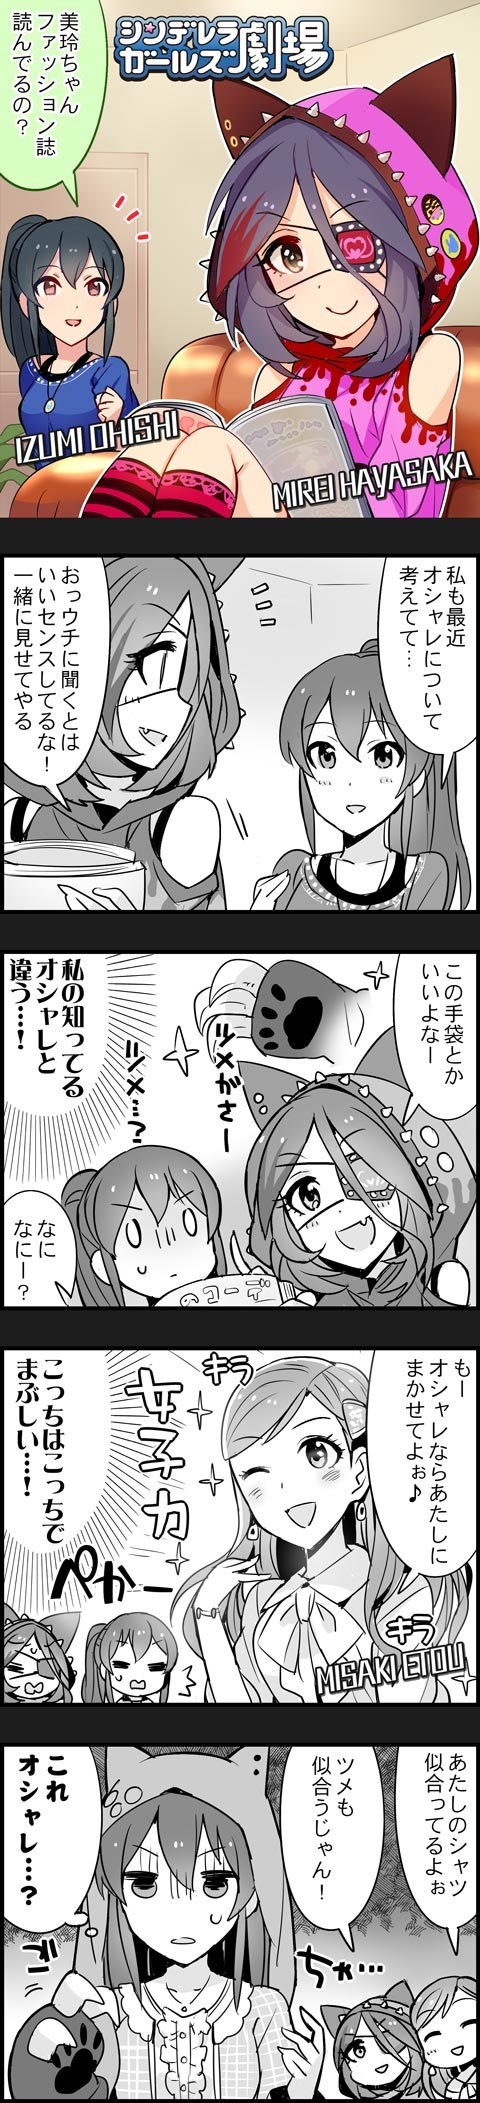 シンデレラ
ガールズ劇場
美玲ちゃん
ファッション誌
読んでるの？
IZUMI OHISHI
MIREI HAYASAKA
私も最近
オシャレについて
考えてて…
おっウチに聞くとは
いいセンスしてるな！
一緒に見せてやる
この手袋とか
いいよなー
ツメがさー
ツメ…？
私の知ってる
オシャレと
違う…！
のコーデ
なに
なにー？
もー
オシャレならあたしに
まかせてよぉ♪
キラ
女子力
こっちはこっちで
まぶしい…！
ぺかー
キラ
MISAKI ETOU
あたしのシャツ
似合ってるよぉ
ツメも
似合うじゃん！
これ
オシャレ…？